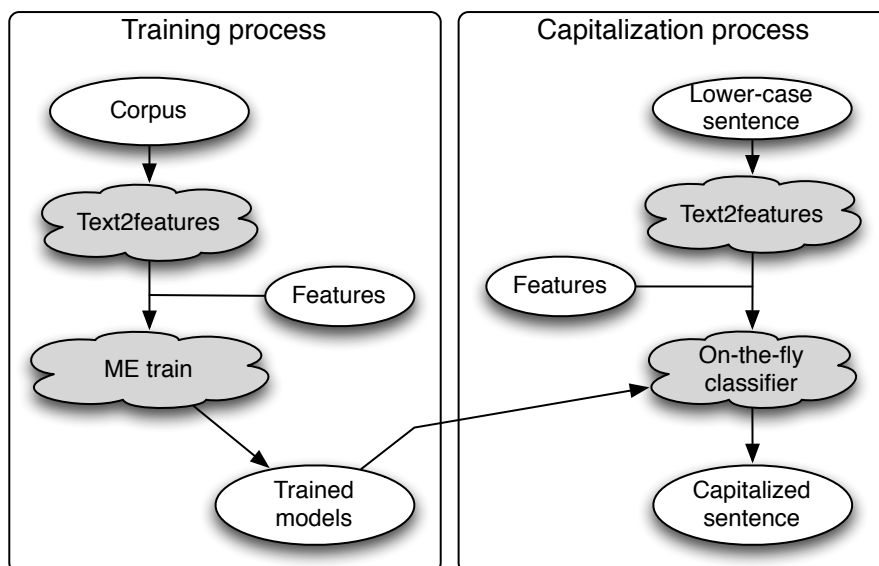 Training process
Corpus
Text2features
Features
ME train
Trained
models
Capitalization process
Lower-case
sentence
Text2features
Features
On-the-fly
classifier
Capitalized
sentence